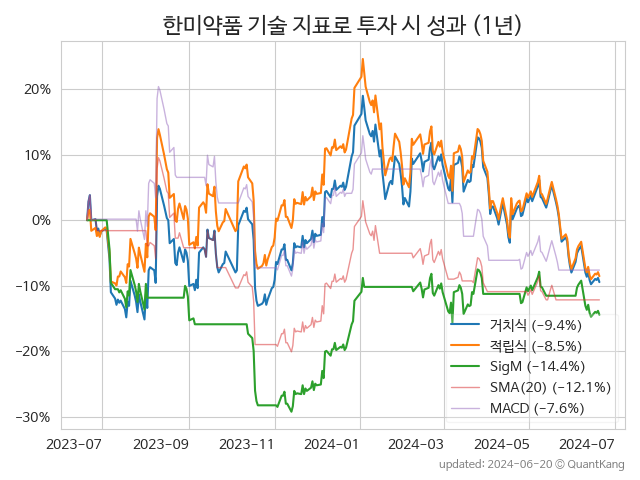 한미약품 기술 지표로 투자 시 성과 (1년)
20%
10%
0%
−10%
−20%
−30%
거치식 (−9.4%)
적립식 (−8.5%)
SigM (−14.4%)
SMA(20) (−12.1%)
MACD (−7.6%)
2023−07
2023−09
2023−11
2024−01
2024−03
2024−05
2024−07
updated: 2024−06−20 © QuantKang